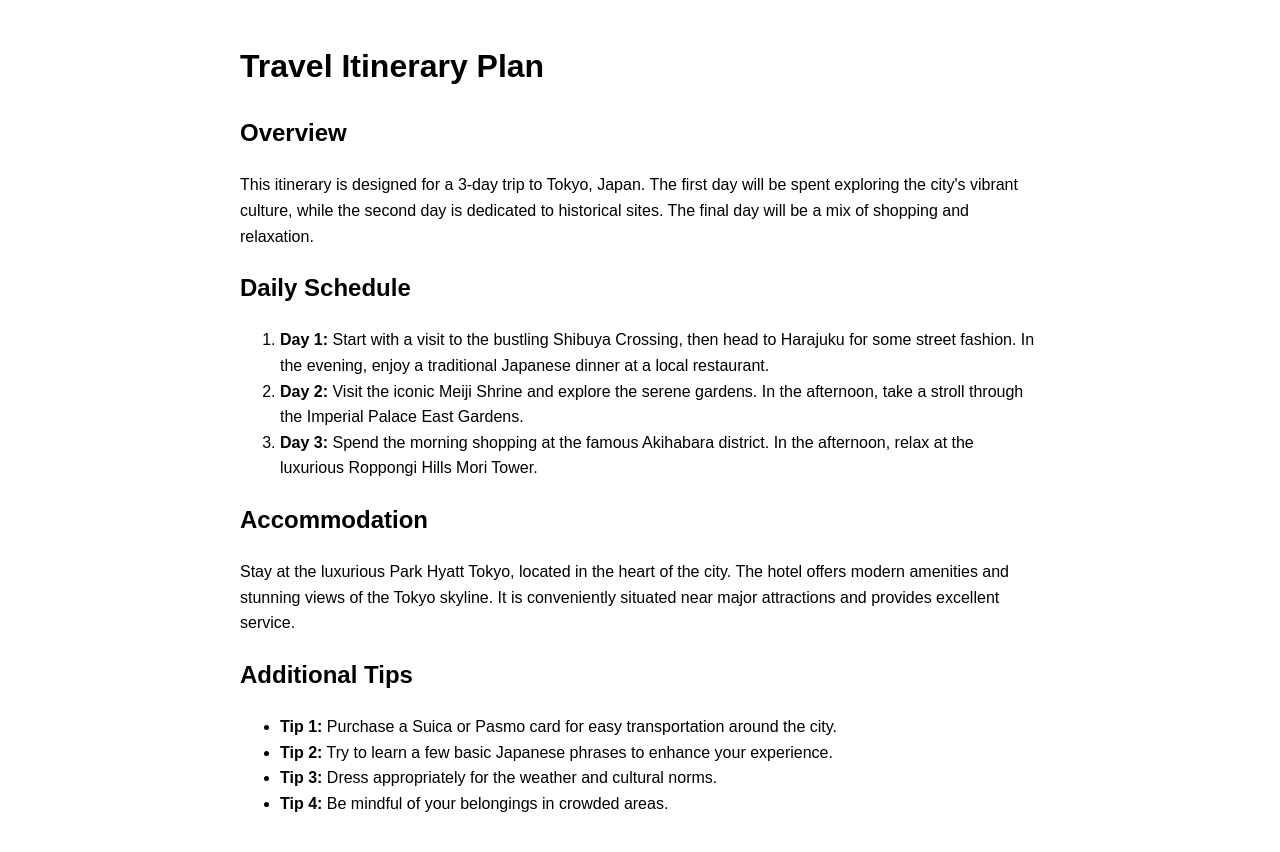 Travel Itinerary Plan
Overview
This itinerary is designed for a 3-day trip to Tokyo, Japan. The first day will be spent exploring the city's vibrant
culture, while the second day is dedicated to historical sites. The final day will be a mix of shopping and
relaxation.
Daily Schedule
1. Day 1: Start with a visit to the bustling Shibuya Crossing, then head to Harajuku for some street fashion. In
the evening, enjoy a traditional Japanese dinner at a local restaurant.
2. Day 2: Visit the iconic Meiji Shrine and explore the serene gardens. In the afternoon, take a stroll through
the Imperial Palace East Gardens.
3. Day 3: Spend the morning shopping at the famous Akihabara district. In the afternoon, relax at the
luxurious Roppongi Hills Mori Tower.
Accommodation
Stay at the luxurious Park Hyatt Tokyo, located in the heart of the city. The hotel offers modern amenities and
stunning views of the Tokyo skyline. It is conveniently situated near major attractions and provides excellent
service.
Additional Tips
• Tip 1: Purchase a Suica or Pasmo card for easy transportation around the city.
• Tip 2: Try to learn a few basic Japanese phrases to enhance your experience.
• Tip 3: Dress appropriately for the weather and cultural norms.
• Tip 4: Be mindful of your belongings in crowded areas.